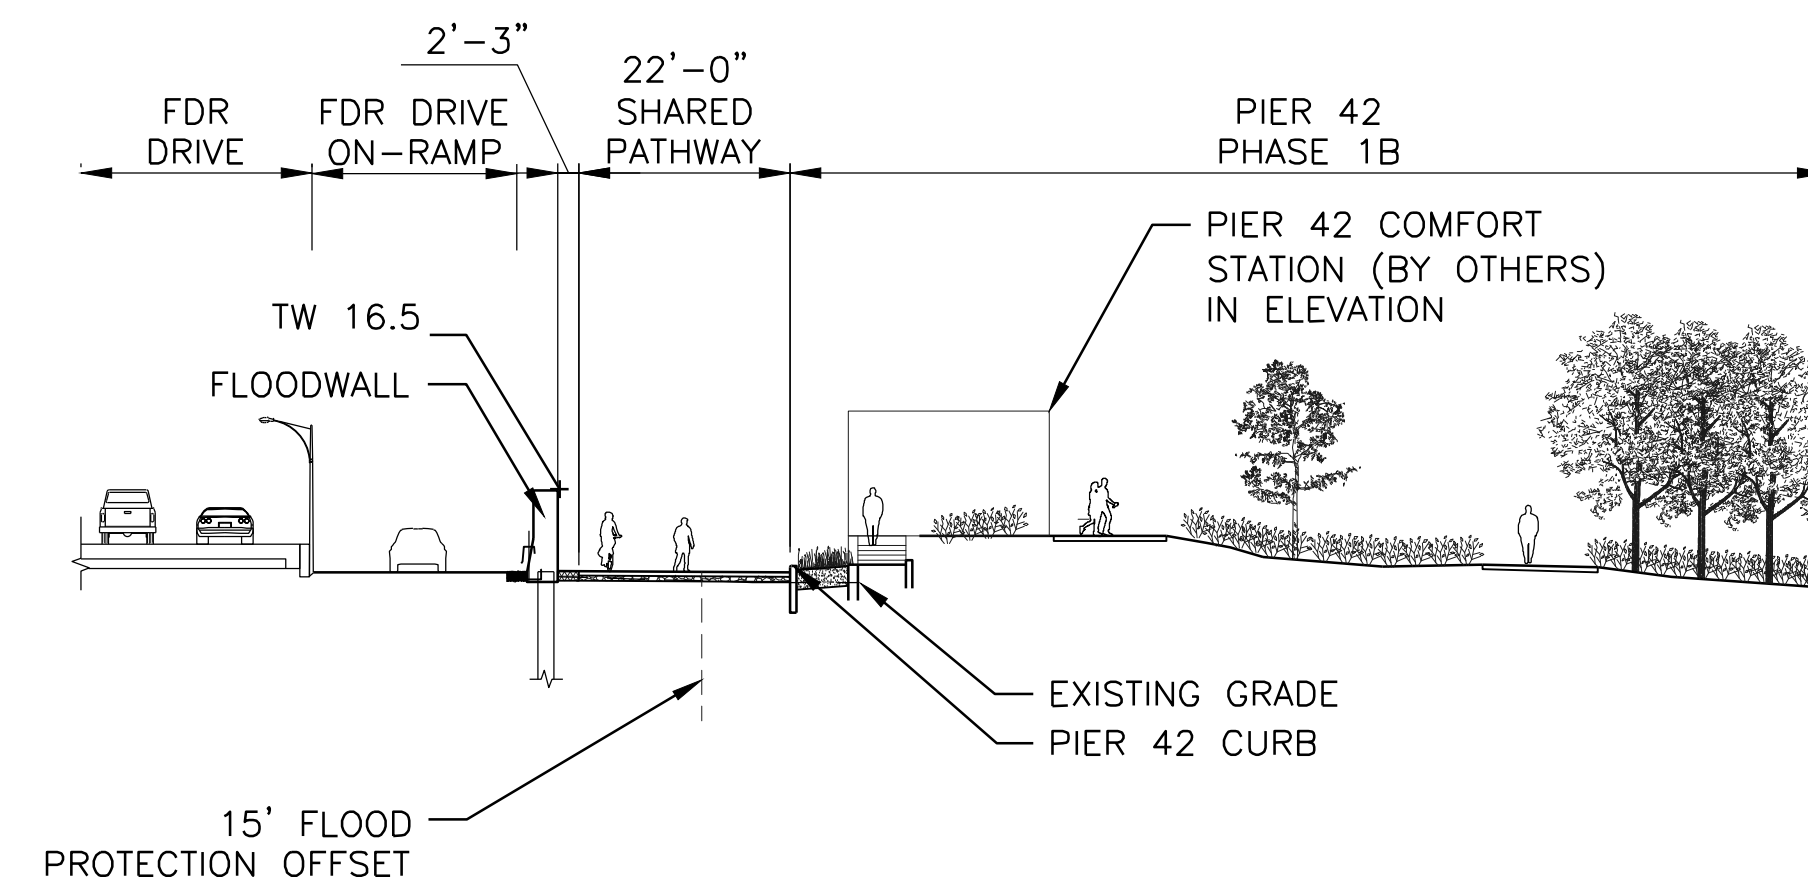 2'-3"
22'-0"
SHARED
PATHWAY
FDR
DRIVE
FDR DRIVE
ON-RAMP
PIER 42
PHASE 1B
PIER 42 COMFORT
STATION (BY OTHERS)
IN ELEVATION
TW 16.5
FLOODWALL
EXISTING GRADE
PIER 42 CURB
15' FLOOD
PROTECTION OFFSET